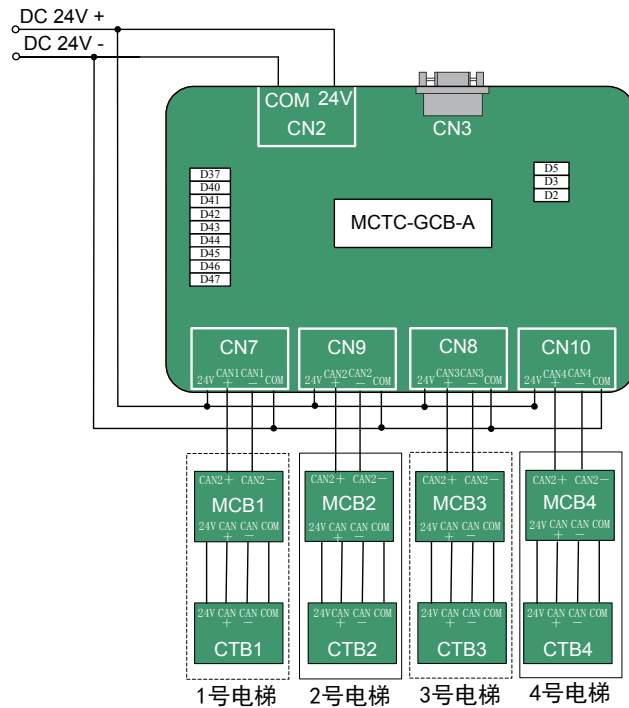 DC 24V +
DC 24V -
COM 24V
CN2
CN3
D37
D40
D41
D42
D43
D44
D45
D46
D47
D5
D3
D2
MCTC-GCB-A
CN7
CN9
CN8
CN10
24V CAN1+ CAN1− COM
24V CAN2+ CAN2− COM
24V CAN3+ CAN3− COM
24V CAN4+ CAN4− COM
CAN2+ CAN2−
CAN2+ CAN2−
CAN2+ CAN2−
CAN2+ CAN2−
MCB1
MCB2
MCB3
MCB4
24V CAN+ CAN− COM
24V CAN+ CAN− COM
24V CAN+ CAN− COM
24V CAN+ CAN− COM
24V CAN+ CAN− COM
24V CAN+ CAN− COM
24V CAN+ CAN− COM
24V CAN+ CAN− COM
CTB1
CTB2
CTB3
CTB4
1号电梯
2号电梯
3号电梯
4号电梯